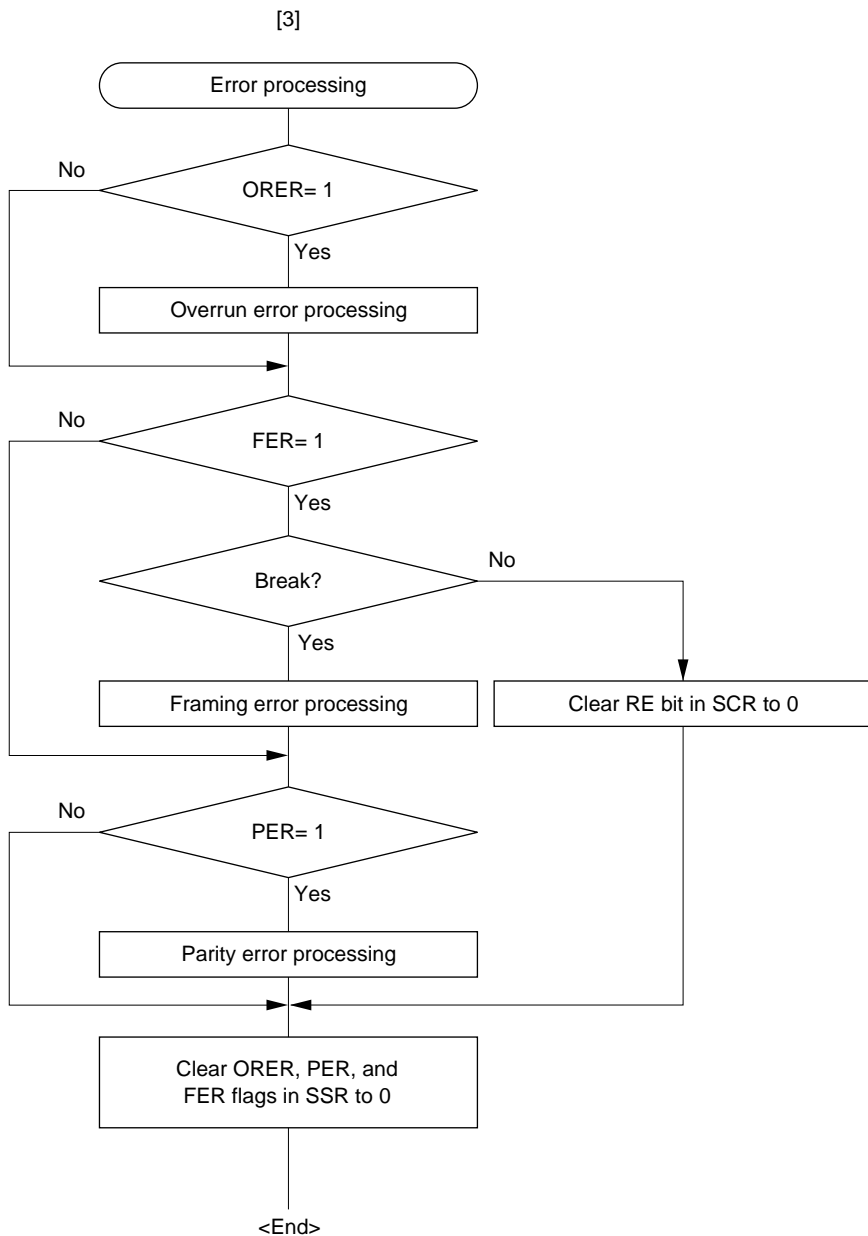 [3]
Error processing
No
ORER= 1
Yes
Overrun error processing
No
FER= 1
Yes
Break?
No
Yes
Framing error processing
Clear RE bit in SCR to 0
No
PER= 1
Yes
Parity error processing
Clear ORER, PER, and
FER flags in SSR to 0
<End>